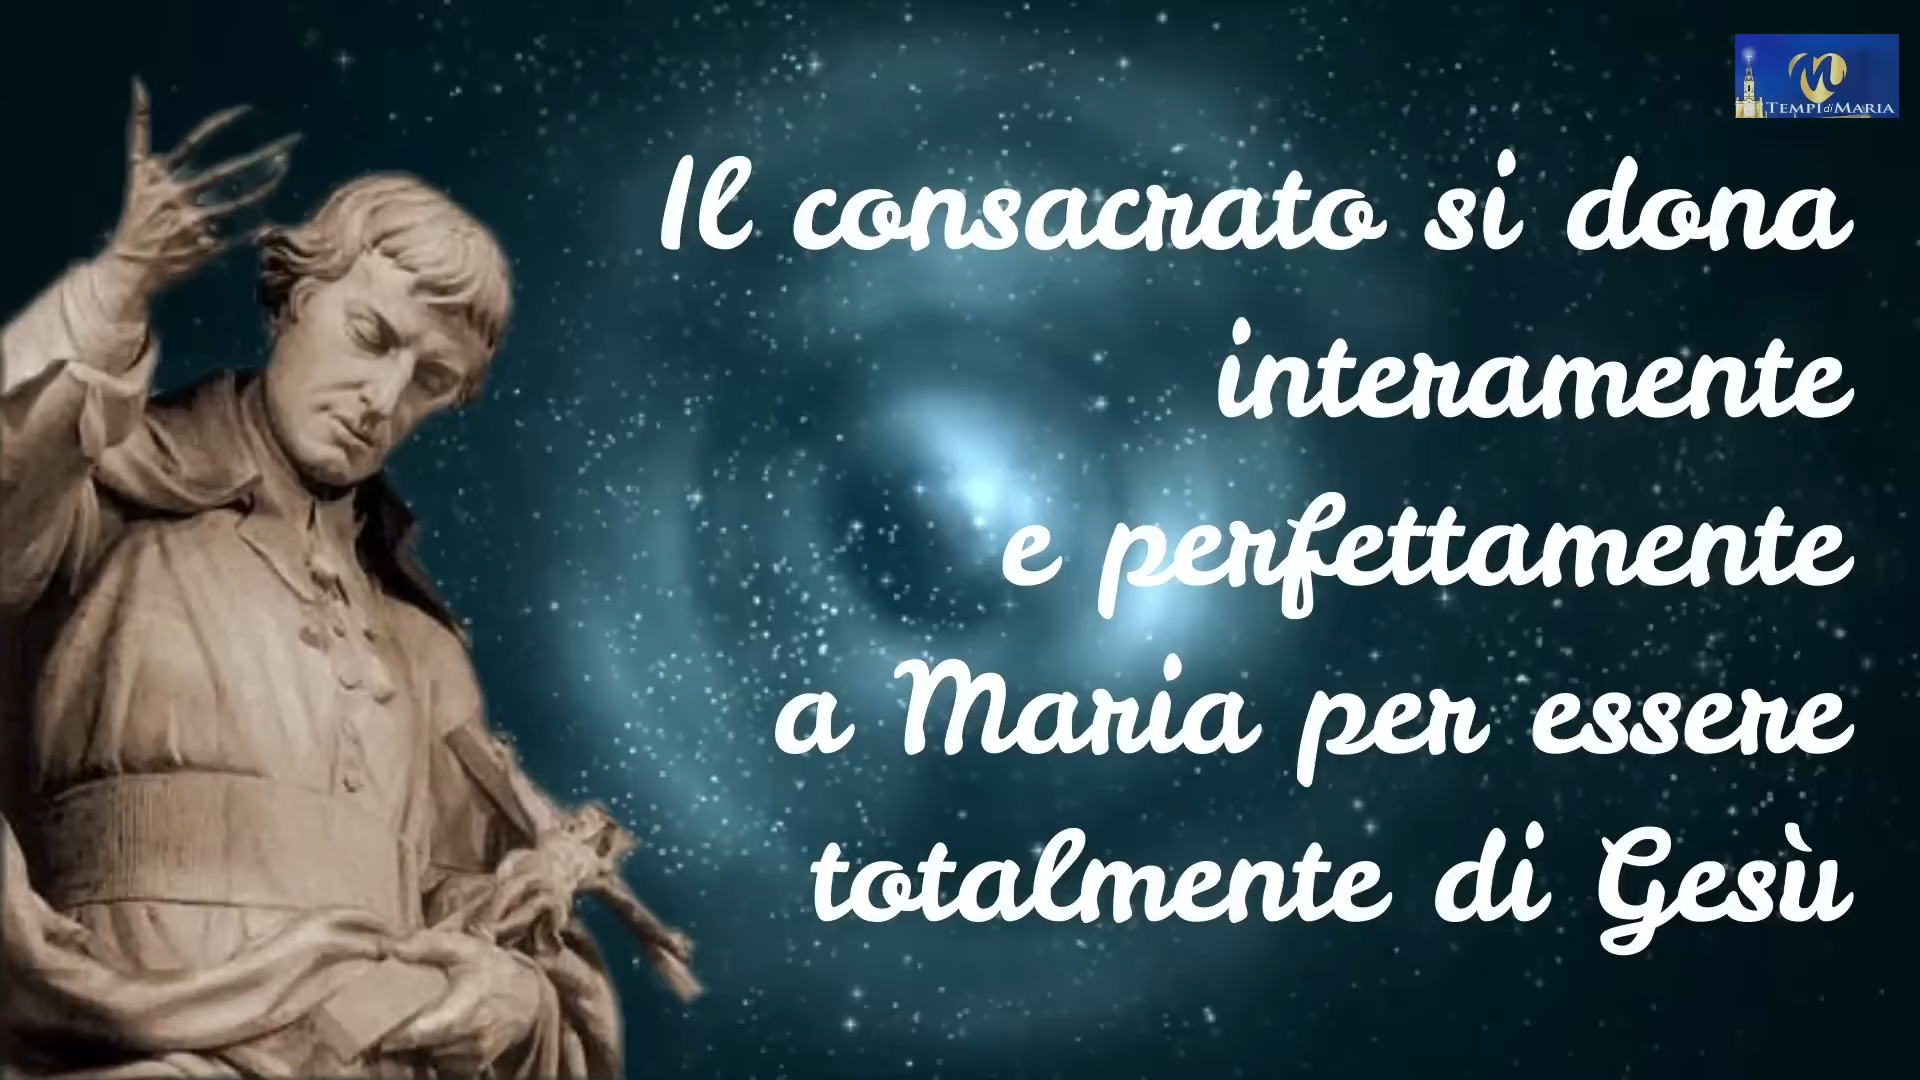 TEMPI di MARIA
Il consacrato si dona
interamente
e perfettamente
a Maria per essere
totalmente di Gesù